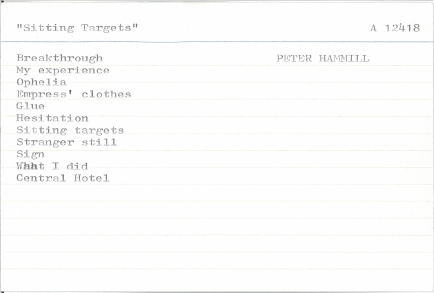 "Sitting Targets" A 12418
Breakthrough PETER HAMMILL
My experience
Ophelia
Empress' clothes
Glue
Hesitation
Sitting targets
Stranger still
Sign
What I did
Central Hotel